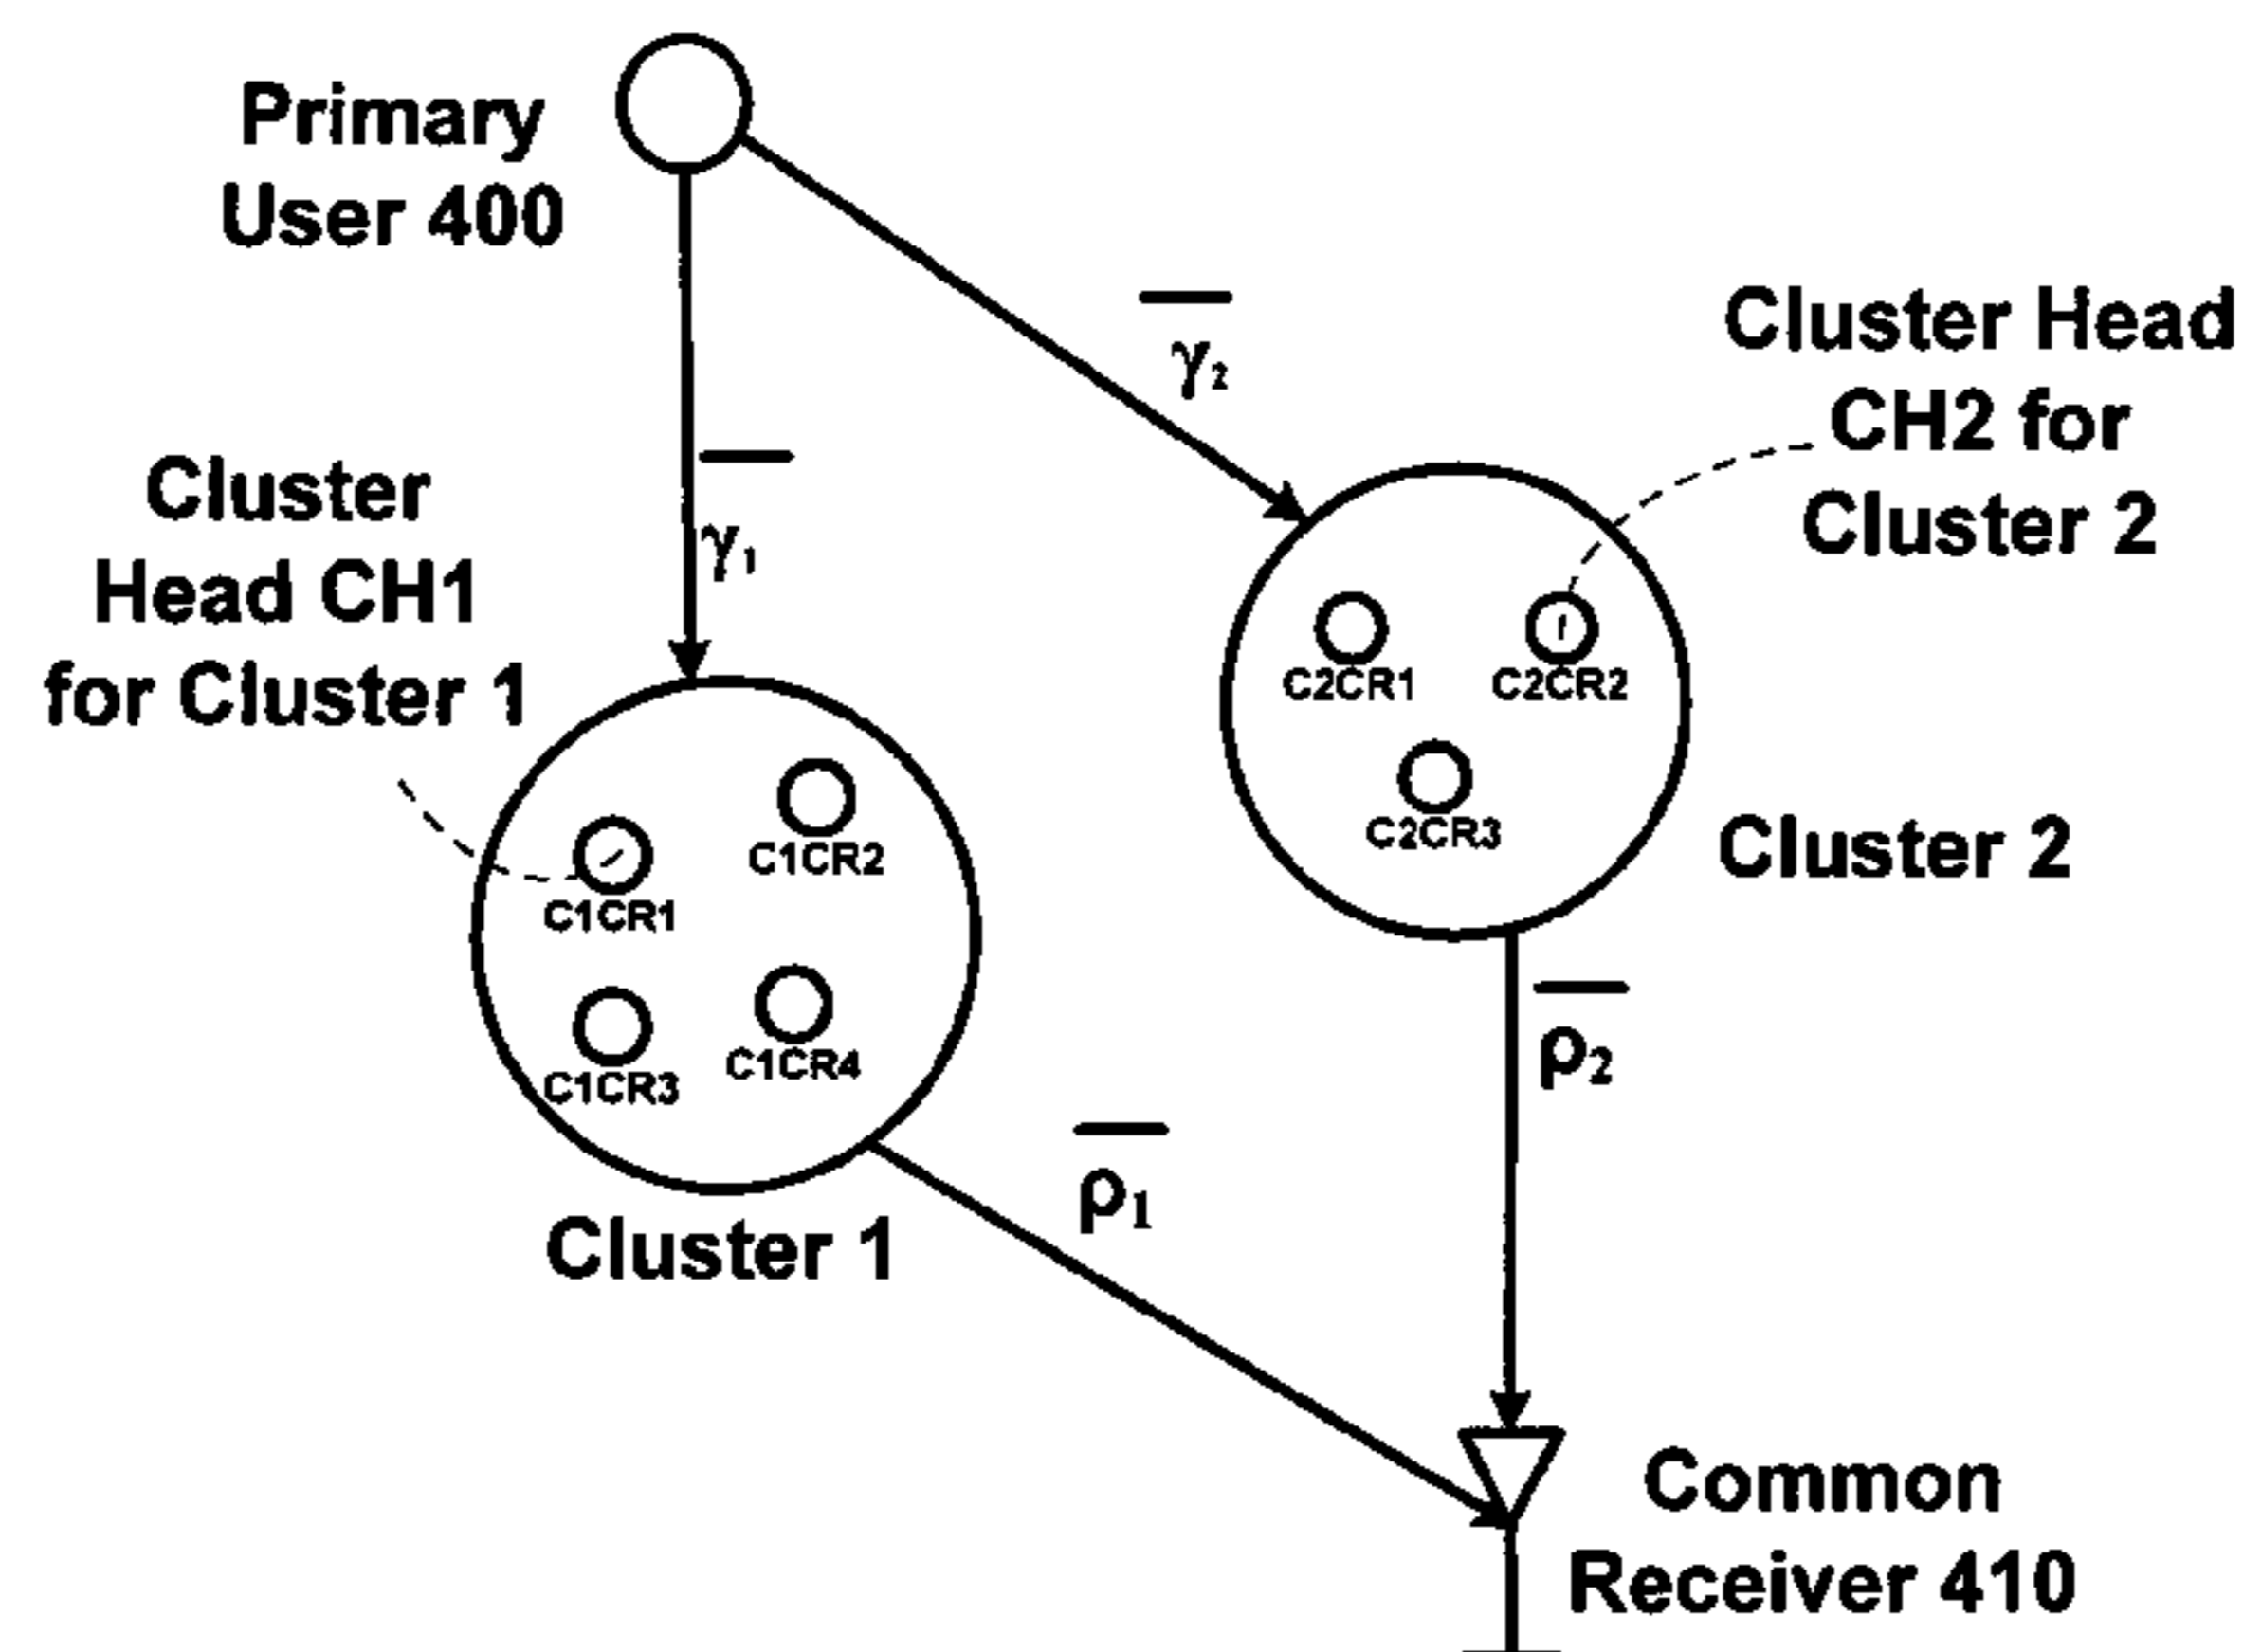 Primary
User 400
γ̄₂
Cluster Head
CH2 for
Cluster 2
Cluster
Head CH1
for Cluster 1
γ̄₁
C2CR1
C2CR2
C2CR3
Cluster 2
C1CR2
C1CR1
C1CR4
C1CR3
ρ̄₂
ρ̄₁
Cluster 1
Common
Receiver 410